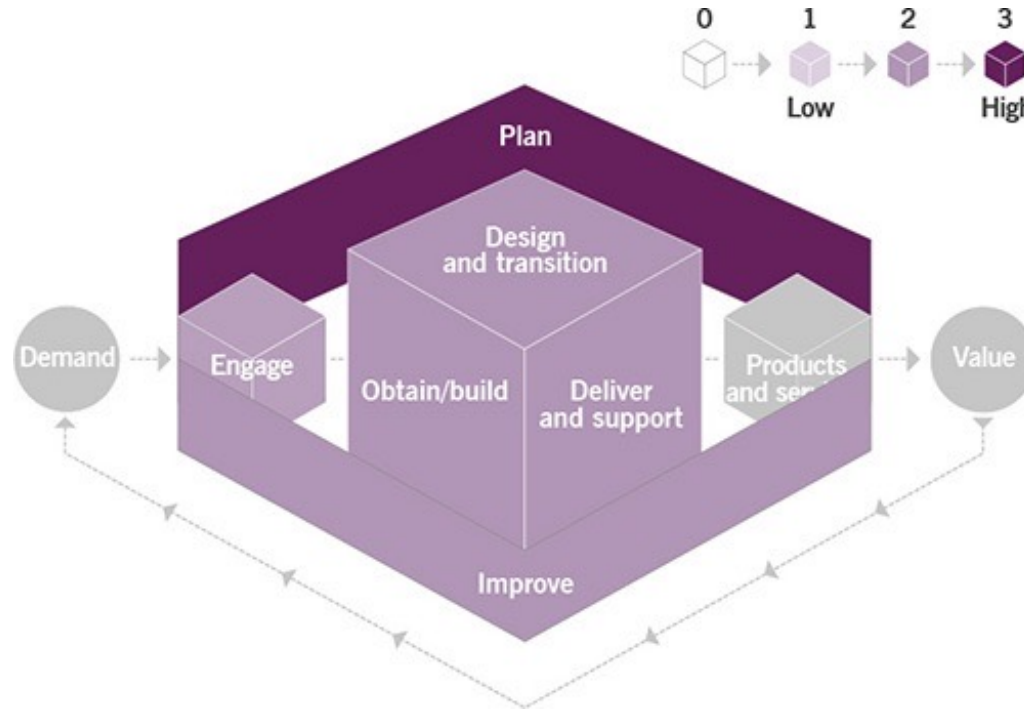 0 1 2 3
Low High
Plan
Design
and transition
Demand
Engage
Obtain/build
Deliver
and support
Products
and
Value
Improve